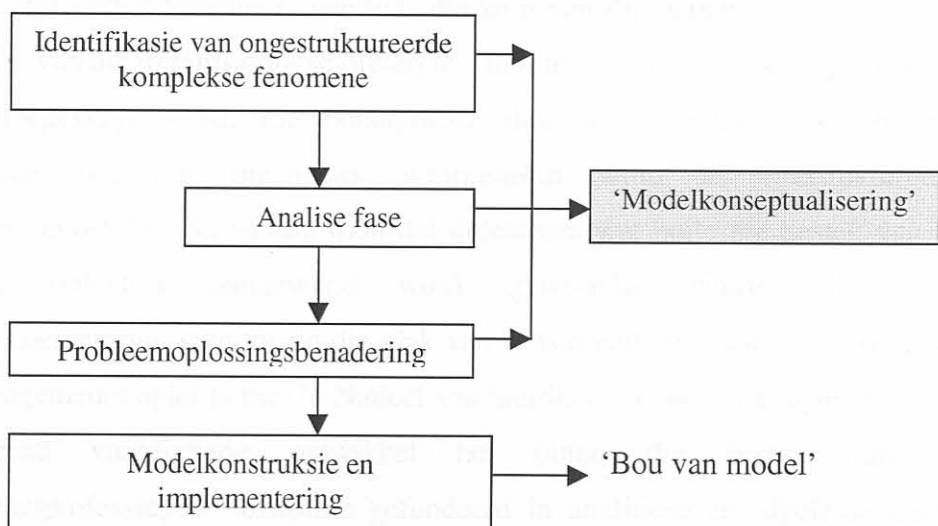 Identifikasie van ongestruktureerde
komplekse fenomene
Analise fase
‘Modelkonseptualisering’
Probleemoplossingsbenadering
Modelkonstruksie en
implementering
‘Bou van model’